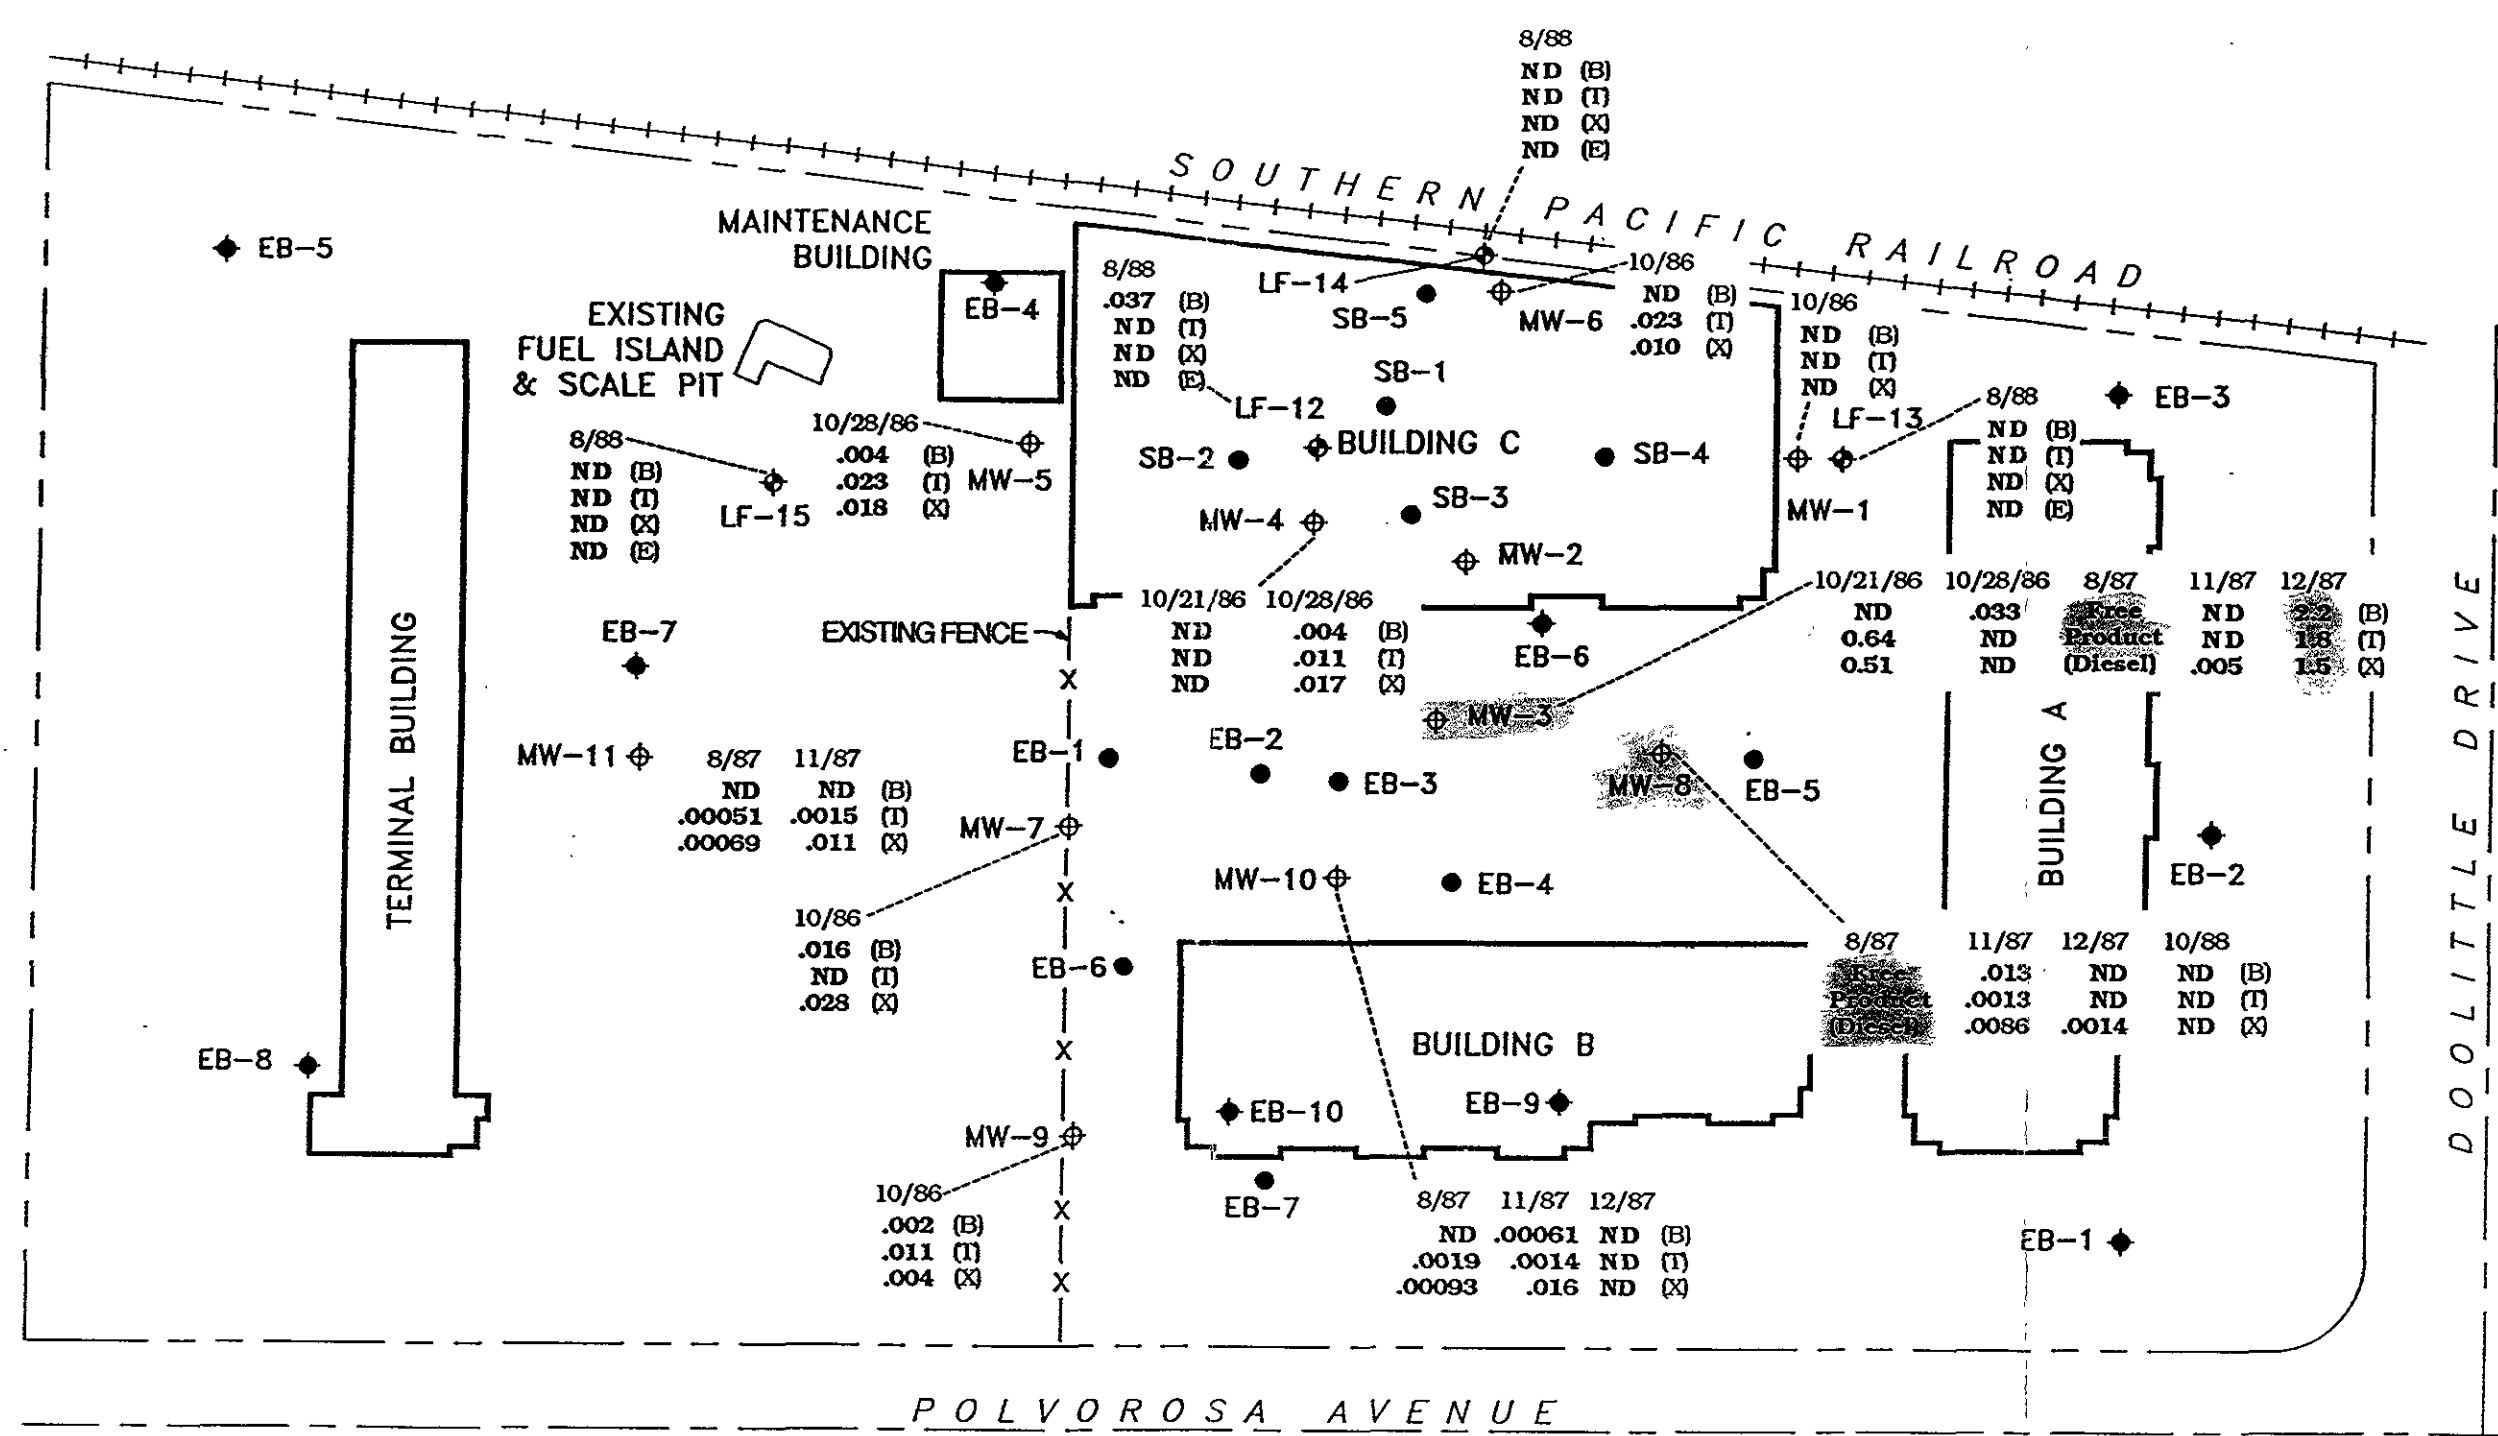 8/88
ND (B)
ND (T)
ND (X)
ND (E)
SOUTHERN PACIFIC RAILROAD
MAINTENANCE
BUILDING
EB-5
EB-4
EXISTING
FUEL ISLAND
& SCALE PIT
8/88
.037 (B)
ND (T)
ND (X)
ND (E)
LF-12
LF-14
SB-5
MW-6
10/86
ND (B)
.023 (T)
.010 (X)
10/86
ND (B)
ND (T)
ND (X)
LF-13
MW-1
8/88
ND (B)
ND (T)
ND (X)
ND (E)
EB-3
SB-1
BUILDING C
SB-2
SB-4
SB-3
MW-4
MW-2
8/88
ND (B)
ND (T)
ND (X)
ND (E)
LF-15
10/28/86
.004 (B)
.023 (T)
.018 (X)
MW-5
10/21/86 10/28/86
ND .004 (B)
ND .011 (T)
ND .017 (X)
10/21/86 10/28/86 8/87 11/87 12/87
ND .033 Free ND 2.2 (B)
0.64 ND Product ND 1.8 (T)
0.51 ND (Diesel) .005 1.5 (X)
EB-7
EXISTING FENCE
X
EB-6
MW-3
TERMINAL BUILDING
MW-11
8/87 11/87
ND ND (B)
.00051 .0015 (T)
.00069 .011 (X)
EB-1
EB-2
EB-3
MW-8
EB-5
BUILDING A
MW-7
EB-2
DOOLITTLE DRIVE
X
MW-10
EB-4
10/86
.016 (B)
ND (T)
.028 (X)
EB-6
8/87 11/87 12/87 10/88
Free .013 ND ND (B)
Product .0013 ND ND (T)
(Diesel) .0086 .0014 ND (X)
X
BUILDING B
EB-8
EB-10
EB-9
MW-9
EB-7
10/86
.002 (B)
.011 (T)
.004 (X)
X
X
8/87 11/87 12/87
ND .00061 ND (B)
.0019 .0014 ND (T)
.00093 .016 ND (X)
EB-1
POLVOROSA AVENUE